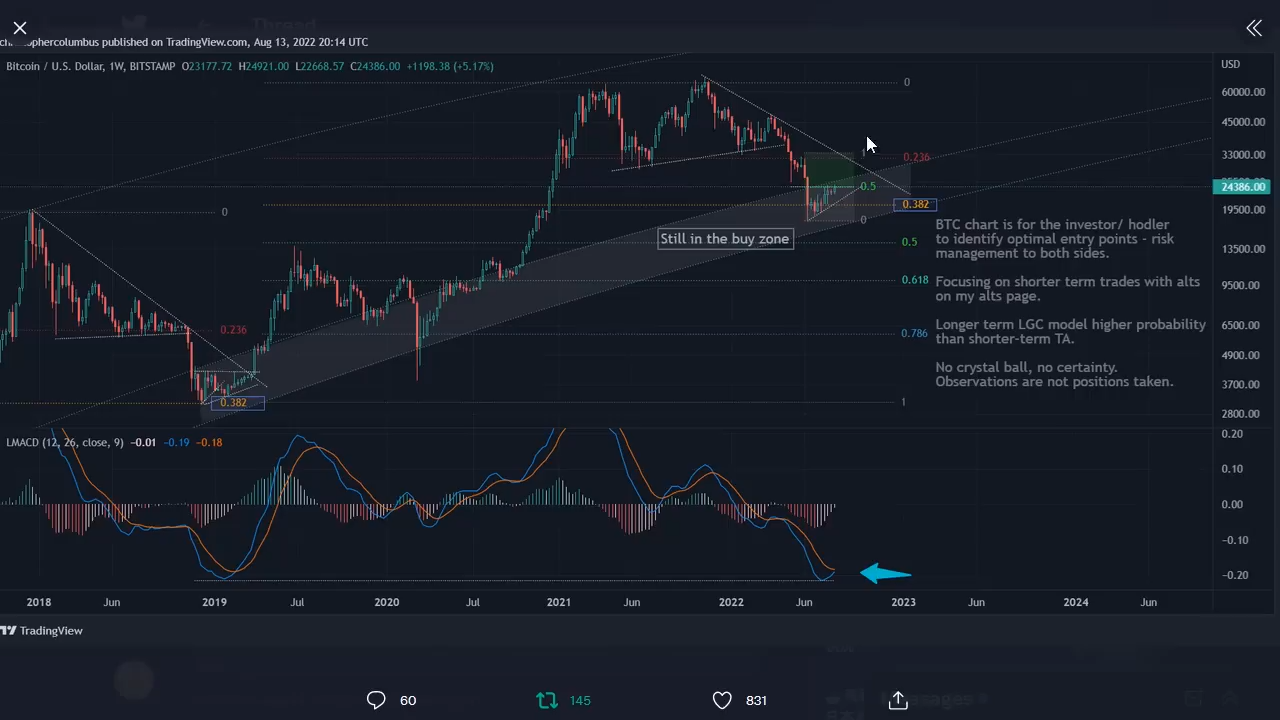 Thread
christophercolumbus published on TradingView.com, Aug 13, 2022 20:14 UTC
Bitcoin / U.S. Dollar, 1W, BITSTAMP O23177.72 H24921.00 L22668.57 C24386.00 +1198.38 (+5.17%)
USD
0
60000.00
45000.00
1
0.236
33000.00
0.5
24386.00
0
0.382
19500.00
0
Still in the buy zone
0.5
13500.00
BTC chart is for the investor/ hodler
to identify optimal entry points - risk
management to both sides.
0.618
9500.00
Focusing on shorter term trades with alts
on my alts page.
0.236
0.786
6500.00
Longer term LGC model higher probability
than shorter-term TA.
4900.00
No crystal ball, no certainty.
Observations are not positions taken.
3700.00
0.382
1
2800.00
LMACD (12, 26, close, 9) −0.01 −0.19 −0.18
0.20
0.10
0.00
−0.10
−0.20
2018 Jun 2019 Jul 2020 Jul 2021 Jun 2022 Jun 2023 Jun 2024 Jun
TradingView
60 145 831